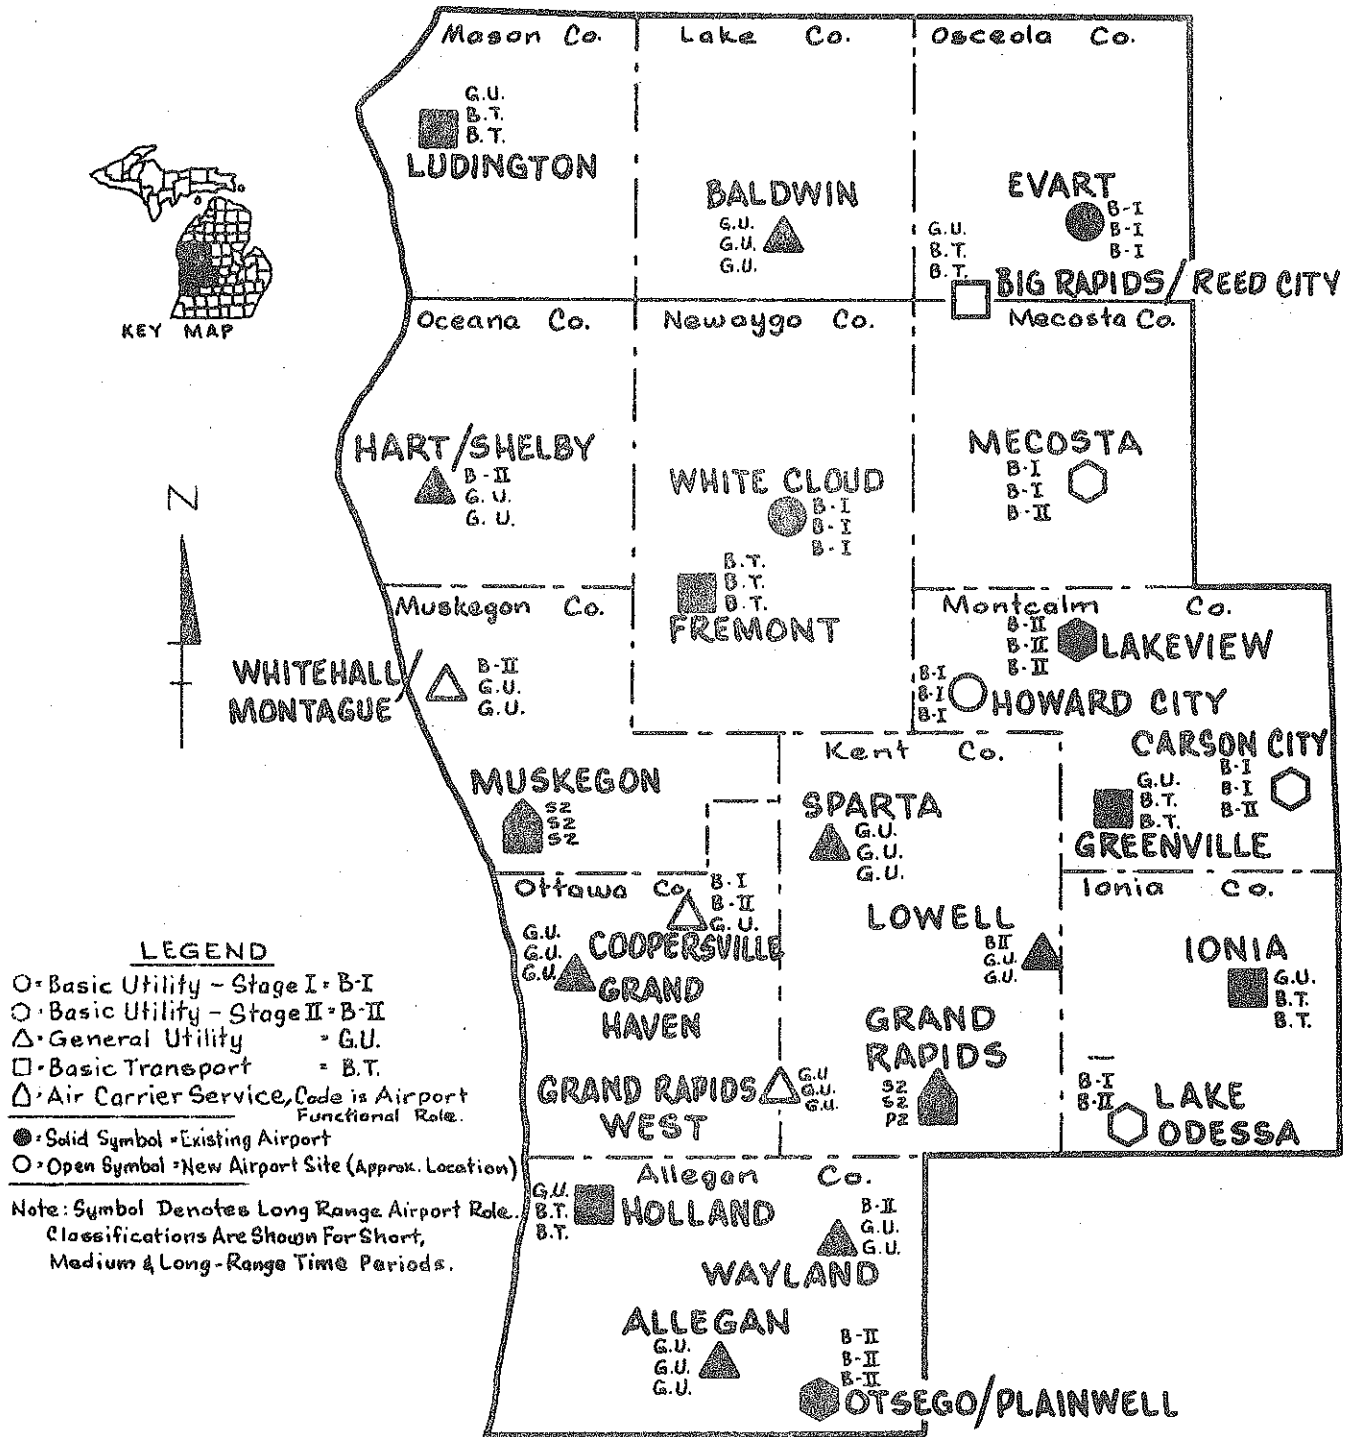 Mason Co.
Lake Co.
Osceola Co.
G.U.
B.T.
B.T.
LUDINGTON
BALDWIN
G.U.
G.U.
G.U.
EVART
B-I
B-I
B-I
G.U.
B.T.
B.T.
BIG RAPIDS/REED CITY
KEY MAP
Oceana Co.
Newaygo Co.
Mecosta Co.
HART/SHELBY
B-II
G.U.
G.U.
WHITE CLOUD
B-I
B-I
B-I
MECOSTA
B-I
B-I
B-II
N
B.T.
B.T.
B.T.
FREMONT
Muskegon Co.
Montcalm Co.
B-II
B-II
B-II
LAKEVIEW
WHITEHALL/
MONTAGUE
B-II
G.U.
G.U.
B-I
B-I
B-I
HOWARD CITY
Kent Co.
CARSON CITY
B-I
B-I
B-II
MUSKEGON
S2
S2
S2
SPARTA
G.U.
G.U.
G.U.
G.U.
B.T.
B.T.
GREENVILLE
Ottawa Co.
B-I
B-II
G.U.
COOPERSVILLE
Ionia Co.
G.U.
G.U.
G.U.
GRAND
HAVEN
LOWELL
BII
G.U.
G.U.
IONIA
G.U.
B.T.
B.T.
GRAND RAPIDS
WEST
G.U
G.U.
G.U.
GRAND
RAPIDS
S2
S2
P2
—
B-I
B-II
LAKE
ODESSA
LEGEND
O = Basic Utility - Stage I = B-I
⬡ = Basic Utility - Stage II = B-II
△ = General Utility = G.U.
□ = Basic Transport = B.T.
⌂ = Air Carrier Service, Code is Airport
Functional Role.
● = Solid Symbol = Existing Airport
O = Open Symbol = New Airport Site (Approx. Location)
Note: Symbol Denotes Long Range Airport Role.
Classifications Are Shown For Short,
Medium & Long-Range Time Periods.
Allegan Co.
G.U.
B.T.
B.T.
HOLLAND
B-II
G.U.
G.U.
WAYLAND
ALLEGAN
G.U.
G.U.
G.U.
B-II
B-II
B-II
OTSEGO/PLAINWELL